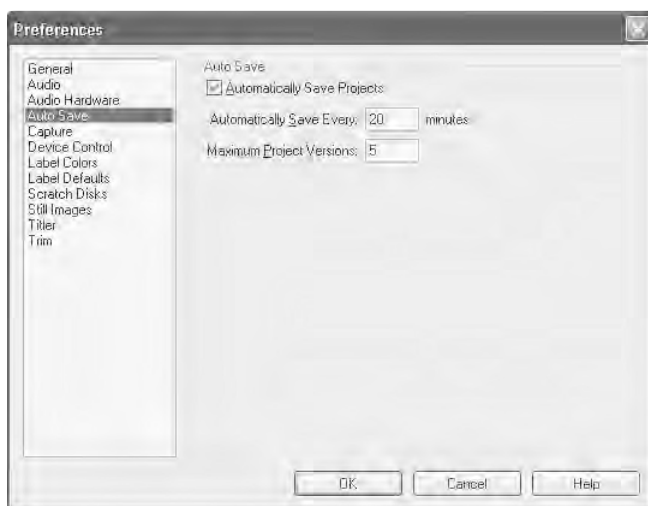 Preferences
General
Audio
Audio Hardware
Auto Save
Capture
Device Control
Label Colors
Label Defaults
Scratch Disks
Still Images
Titler
Trim
Auto Save
Automatically Save Projects
Automatically Save Every: 20 minutes
Maximum Project Versions: 5
OK
Cancel
Help